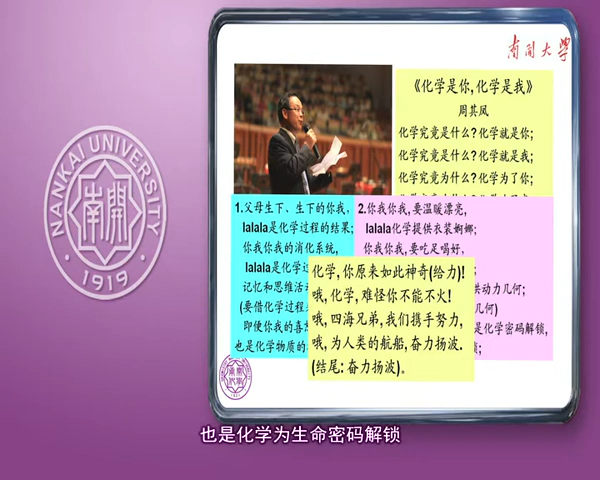 南開大學
《化学是你,化学是我》
周其凤
化学究竟是什么?化学就是你;
化学究竟是什么?化学就是我;
化学究竟为什么?化学为了你;
NANKAI UNIVERSITY
南開
·1919·
1.父母生下、生下的你我,
lalala是化学过程的结果;
你我你我的消化系统,
lalala是化学过
记忆和思维活动
(要借化学过程
即便你我的喜
也是化学物质的
2.你我你我,要温暖漂亮,
lalala化学提供衣装婀娜;
你我你我,要吃足喝好,
供动力几何;
几何)
是化学密码解锁,
化学,你原来如此神奇(给力)!
哦,化学,难怪你不能不火!
哦,四海兄弟,我们携手努力,
哦,为人类的航船,奋力扬波.
(结尾:奋力扬波)。
也是化学为生命密码解锁